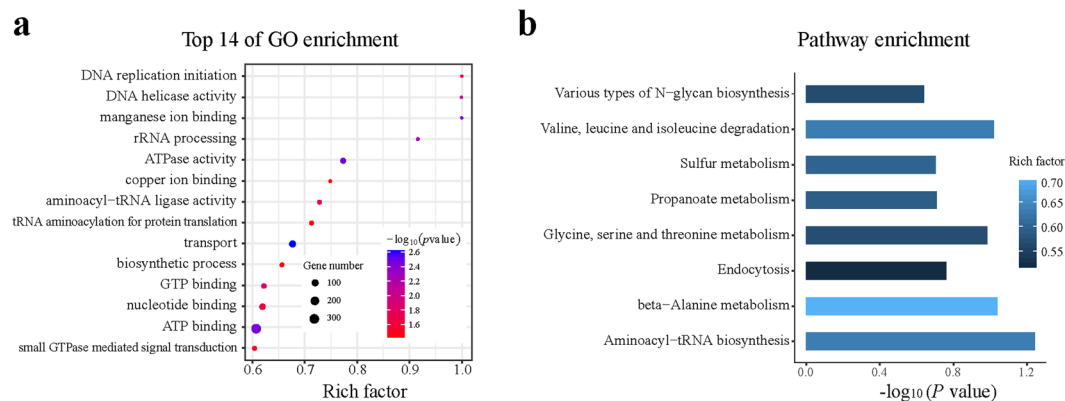 a
Top 14 of GO enrichment
DNA replication initiation
DNA helicase activity
manganese ion binding
rRNA processing
ATPase activity
copper ion binding
aminoacyl−tRNA ligase activity
tRNA aminoacylation for protein translation
transport
biosynthetic process
GTP binding
nucleotide binding
ATP binding
small GTPase mediated signal transduction
Gene number
100
200
300
−log10(pvalue)
2.6
2.4
2.2
2.0
1.8
1.6
0.6 0.7 0.8 0.9 1.0
Rich factor
b
Pathway enrichment
Various types of N−glycan biosynthesis
Valine, leucine and isoleucine degradation
Sulfur metabolism
Propanoate metabolism
Glycine, serine and threonine metabolism
Endocytosis
beta−Alanine metabolism
Aminoacyl−tRNA biosynthesis
Rich factor
0.70
0.65
0.60
0.55
0.0 0.4 0.8 1.2
-log10 (P value)